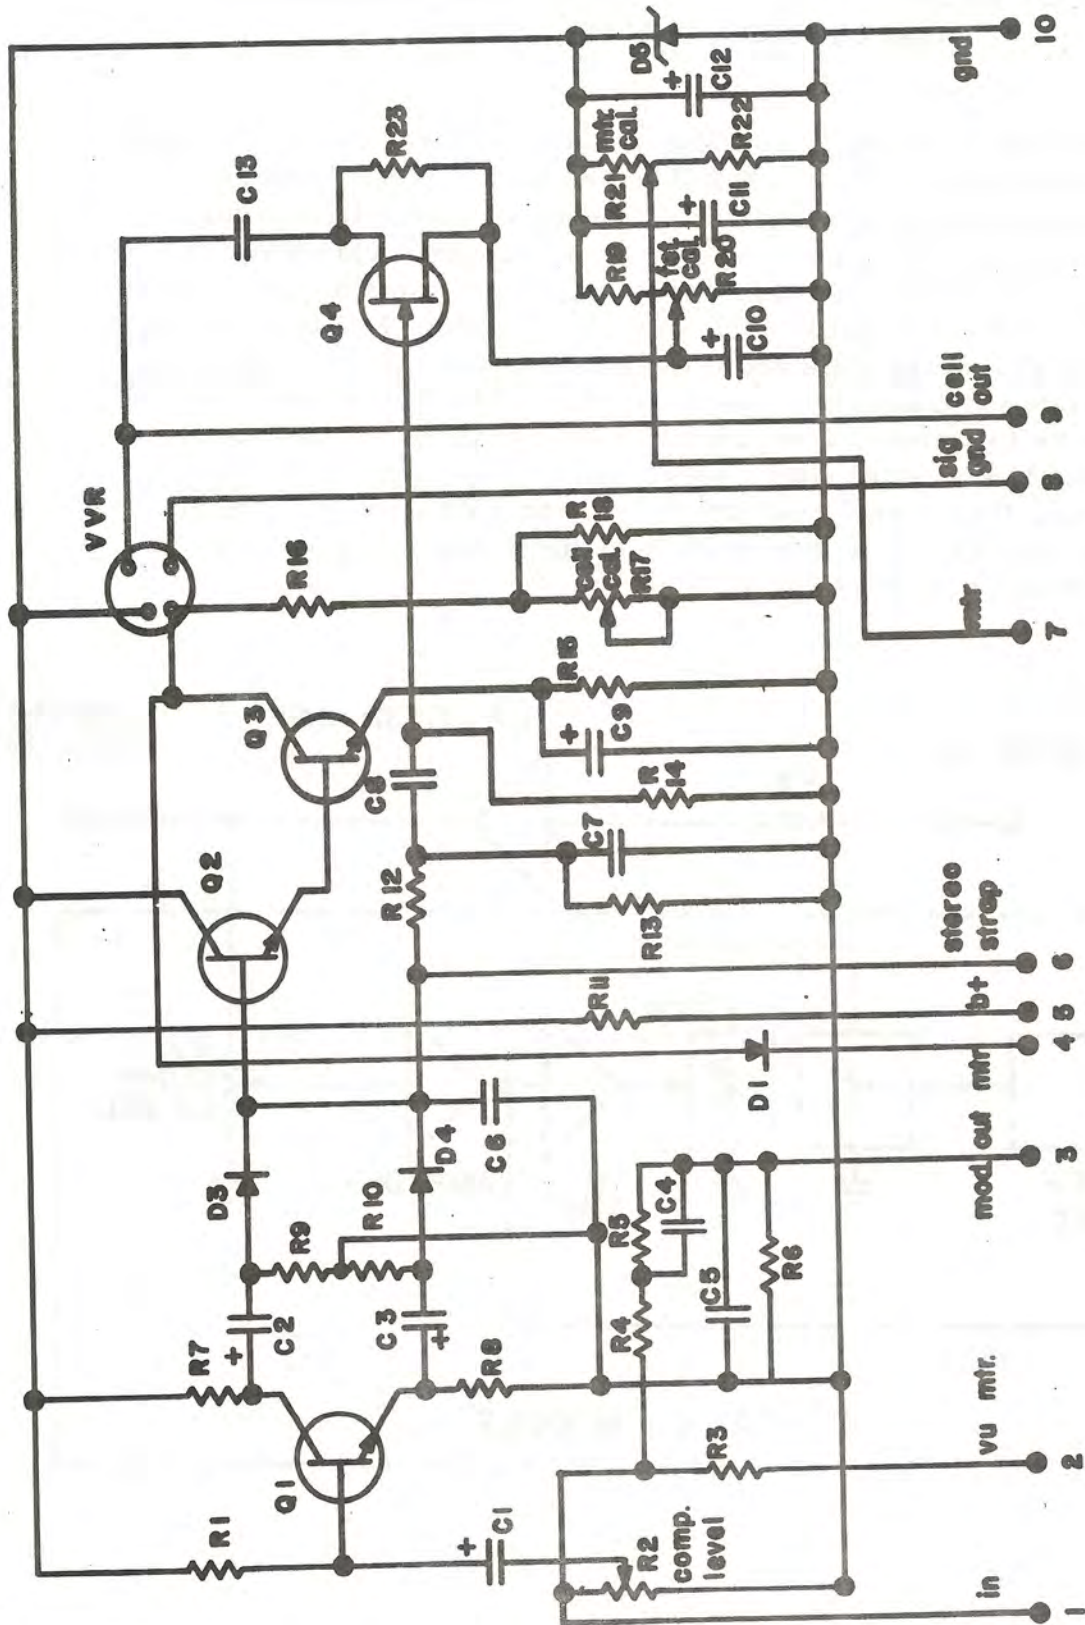 R1
Q1
C1
R2
comp.
level
in
1
R7
C2
C3
R8
R3
vu mtr.
2
D3
R9
R10
D4
C6
R4
R5
C4
C5
R6
mod. out
3
mtr
4
D1
b+
5
R11
stereo
strap
6
Q2
R12
R13
C7
C8
R
14
Q3
C9
R15
VVR
R16
cell
cal.
R17
R
18
mtr
7
sig
gnd
8
cell
out
9
Q4
C13
R23
C10
R19
fet.
cal.
R20
C11
R21
mtr.
cal.
R22
C12
D5
gnd
10
+
+
+
+
+
+
+